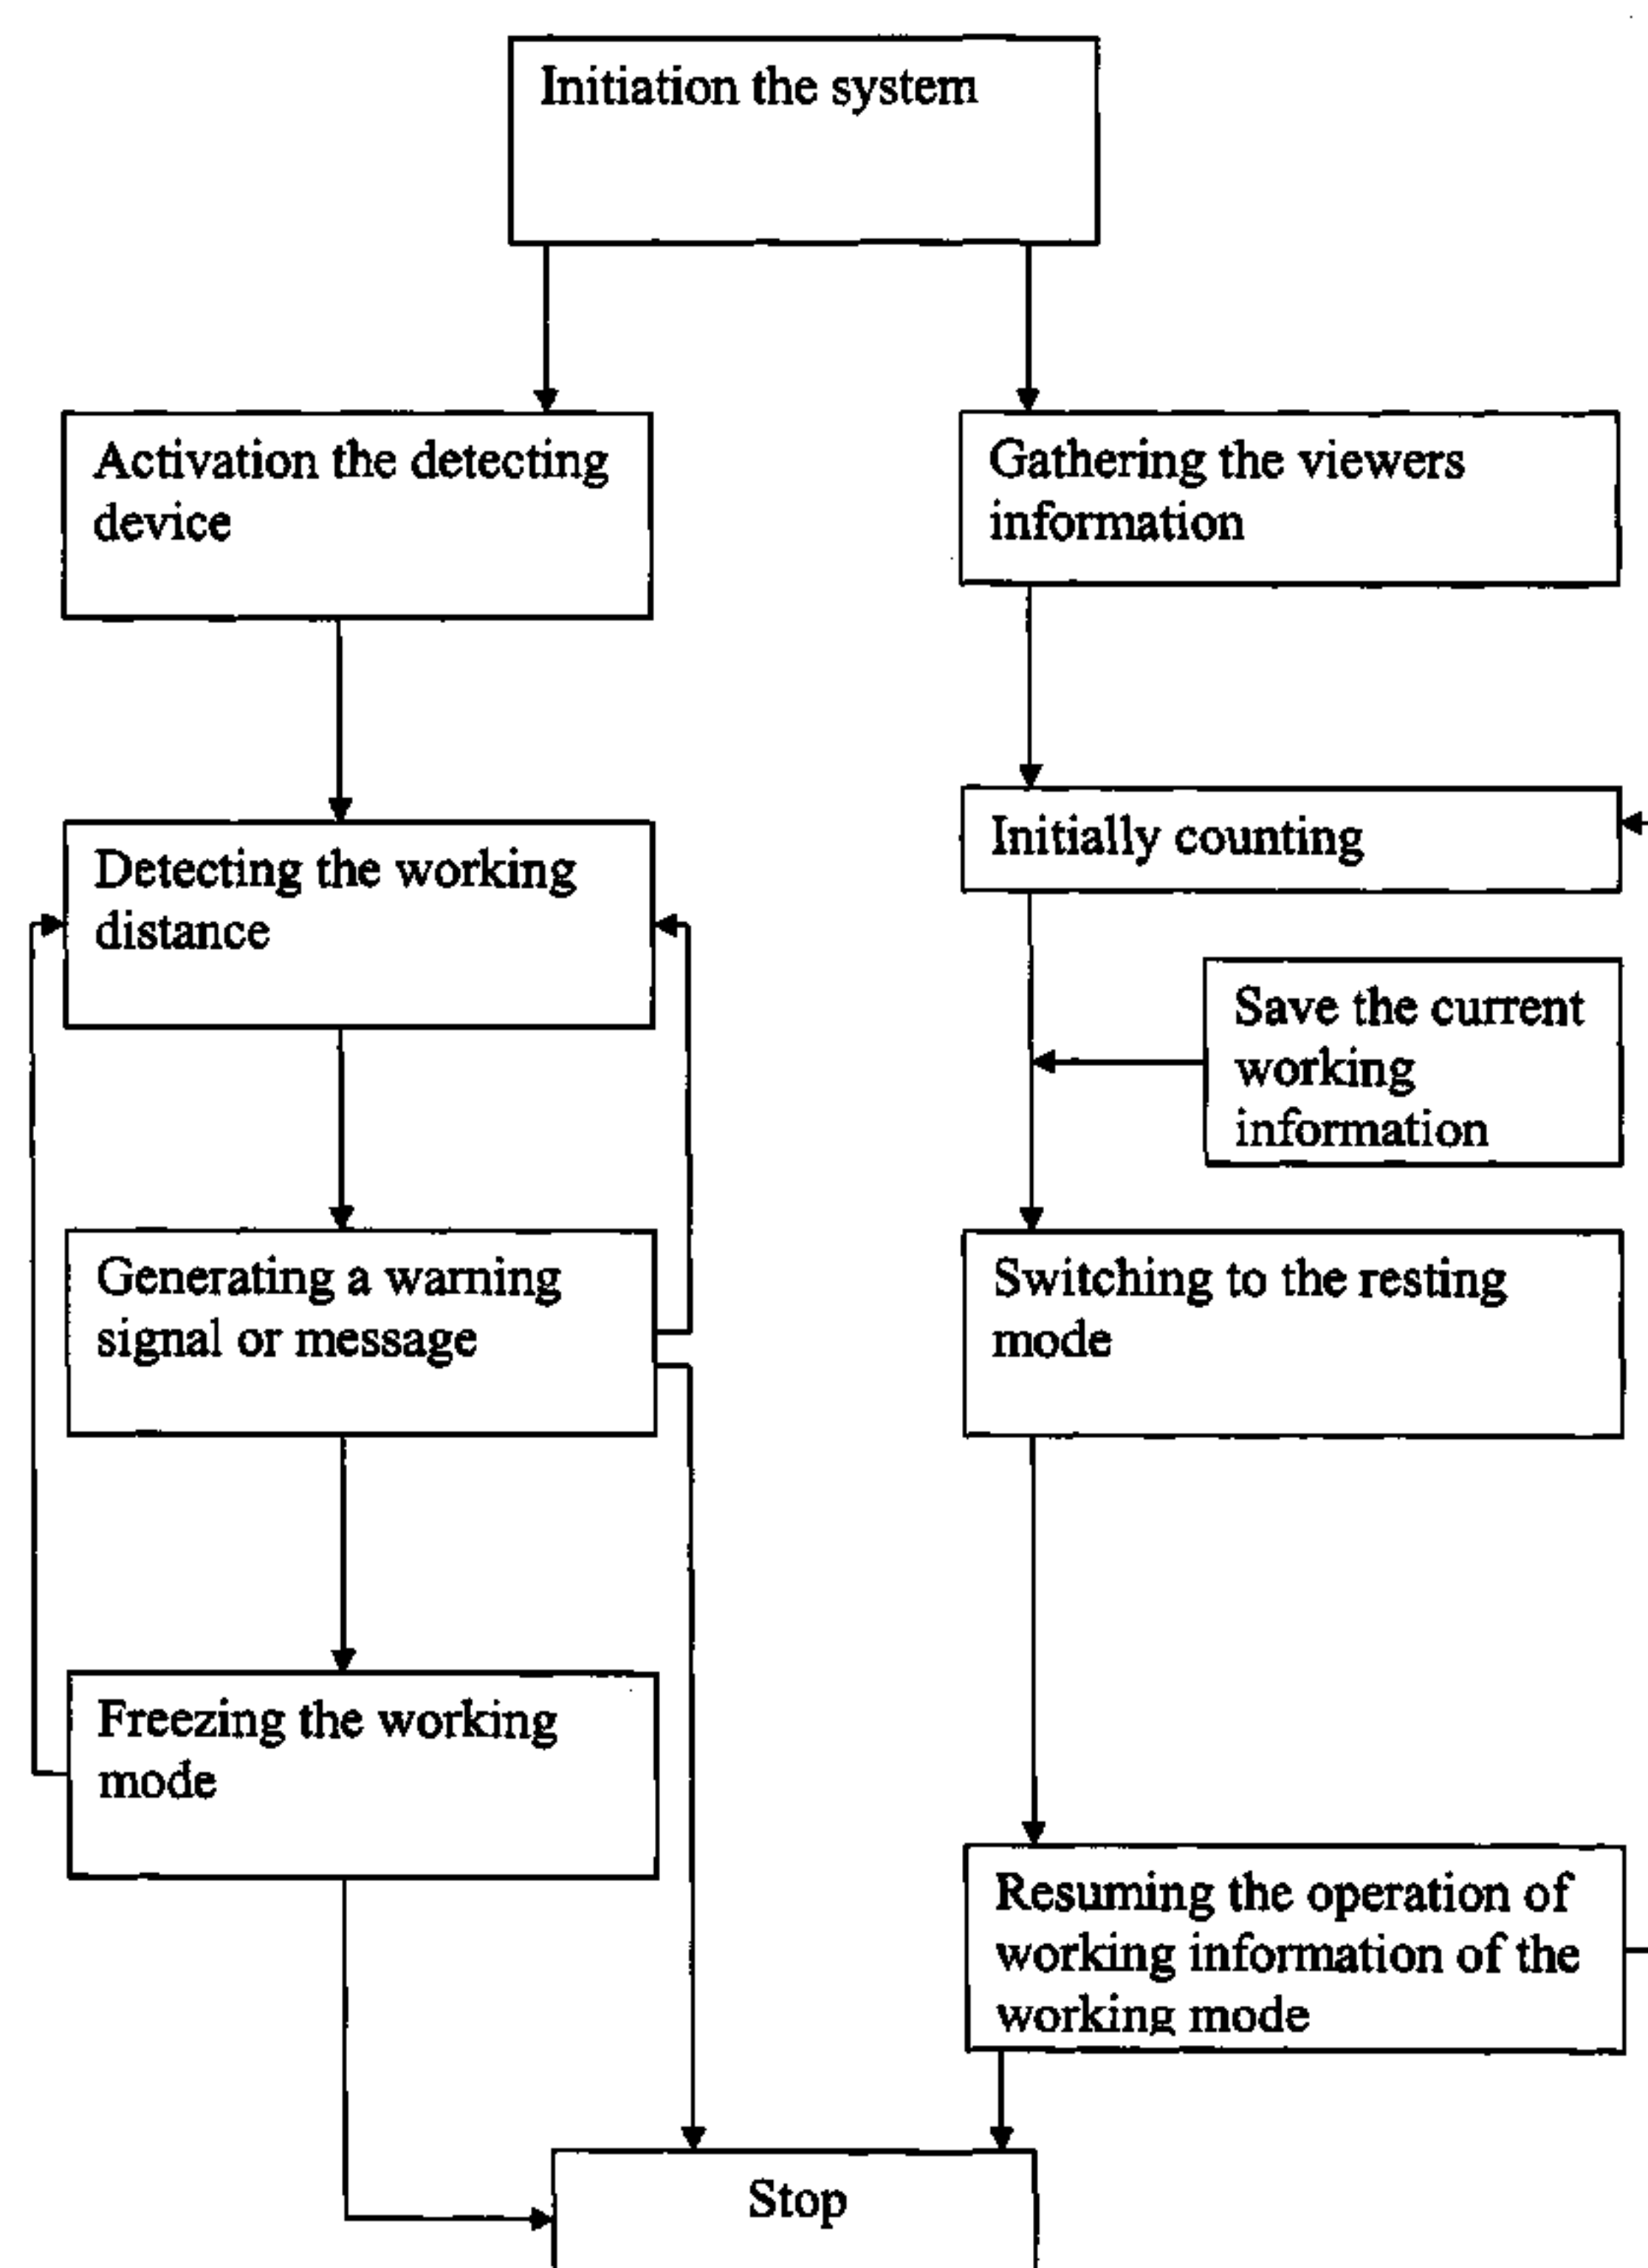 Initiation the system
Activation the detecting
device
Gathering the viewers
information
Detecting the working
distance
Initially counting
Save the current
working
information
Generating a warning
signal or message
Switching to the resting
mode
Freezing the working
mode
Resuming the operation of
working information of the
working mode
Stop